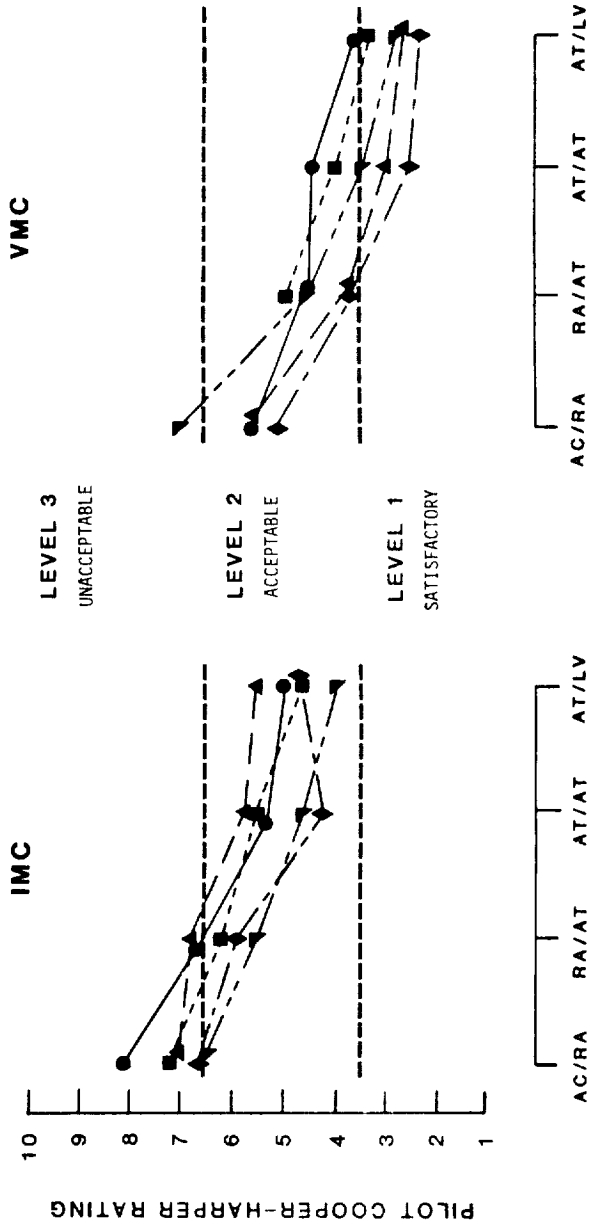 IMC
VMC
PILOT COOPER-HARPER RATING
10
9
8
7
6
5
4
3
2
1
LEVEL 3
UNACCEPTABLE
LEVEL 2
ACCEPTABLE
LEVEL 1
SATISFACTORY
AC/RA RA/AT AT/AT AT/LV
AC/RA RA/AT AT/AT AT/LV